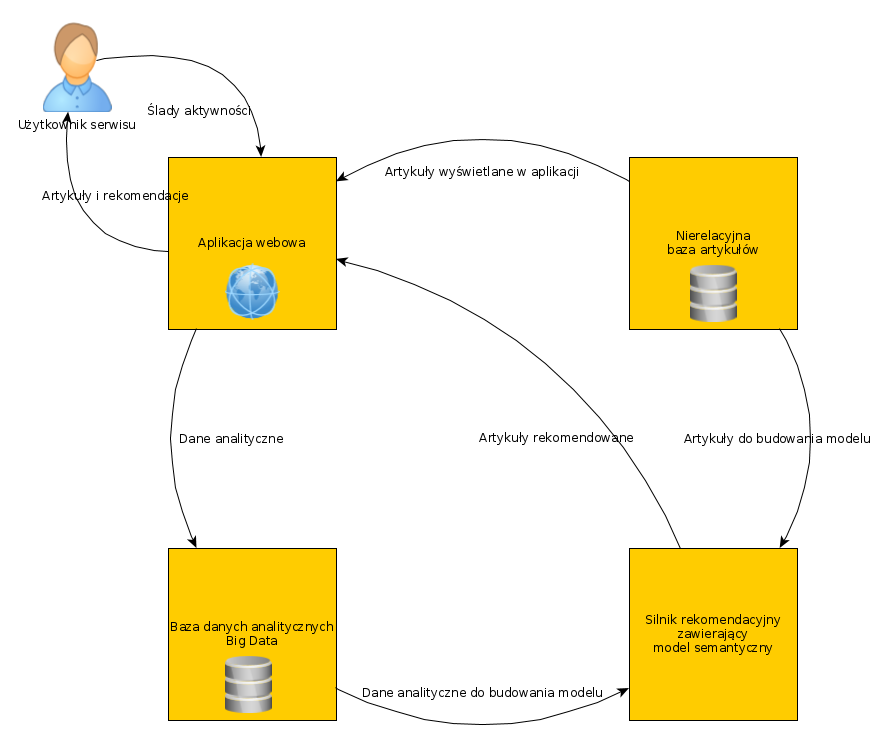 Ślady aktywności
Użytkownik serwisu
Artykuły wyświetlane w aplikacji
Artykuły i rekomendacje
Aplikacja webowa
Nierelacyjna
baza artykułów
Dane analityczne
Artykuły rekomendowane
Artykuły do budowania modelu
Baza danych analitycznych
Big Data
Silnik rekomendacyjny
zawierający
model semantyczny
Dane analityczne do budowania modelu